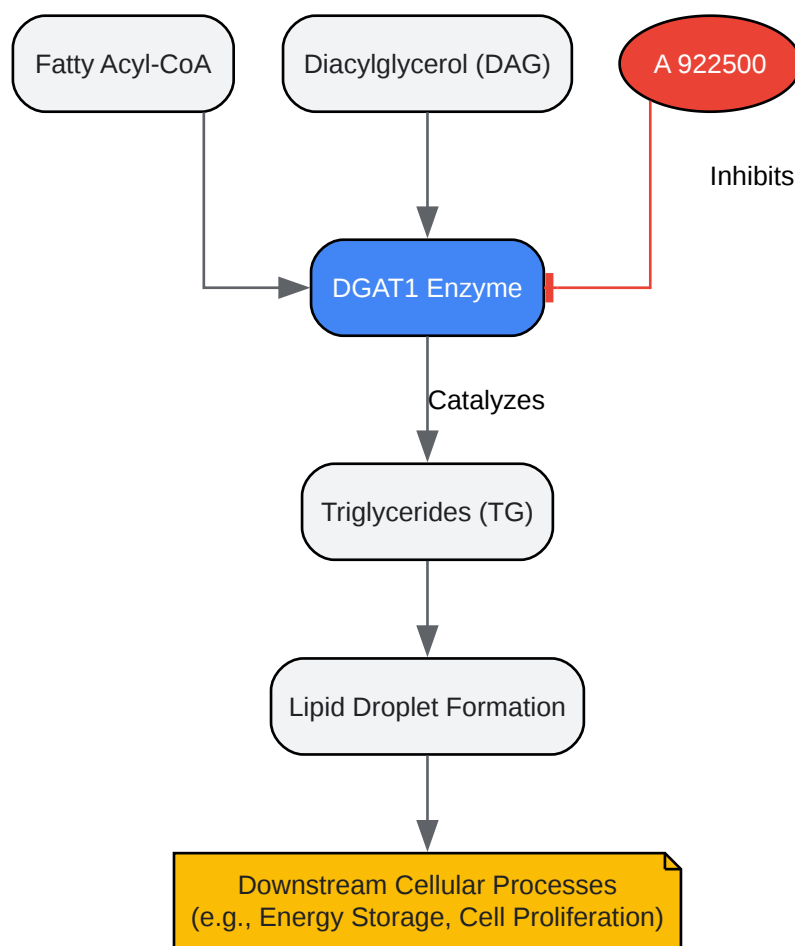 Fatty Acyl-CoA
Diacylglycerol (DAG)
A 922500
Inhibits
DGAT1 Enzyme
Catalyzes
Triglycerides (TG)
Lipid Droplet Formation
Downstream Cellular Processes
(e.g., Energy Storage, Cell Proliferation)